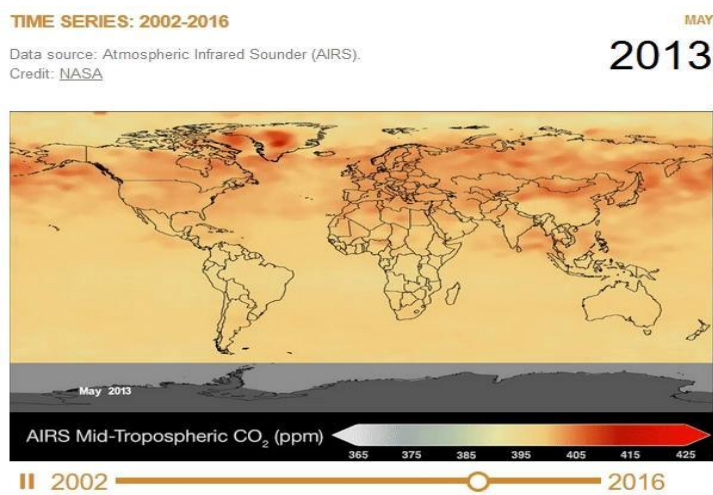 TIME SERIES: 2002-2016
MAY
Data source: Atmospheric Infrared Sounder (AIRS).
2013
Credit: NASA
May 2013
AIRS Mid-Tropospheric CO₂ (ppm)
365 375 385 395 405 415 425
2002 2016